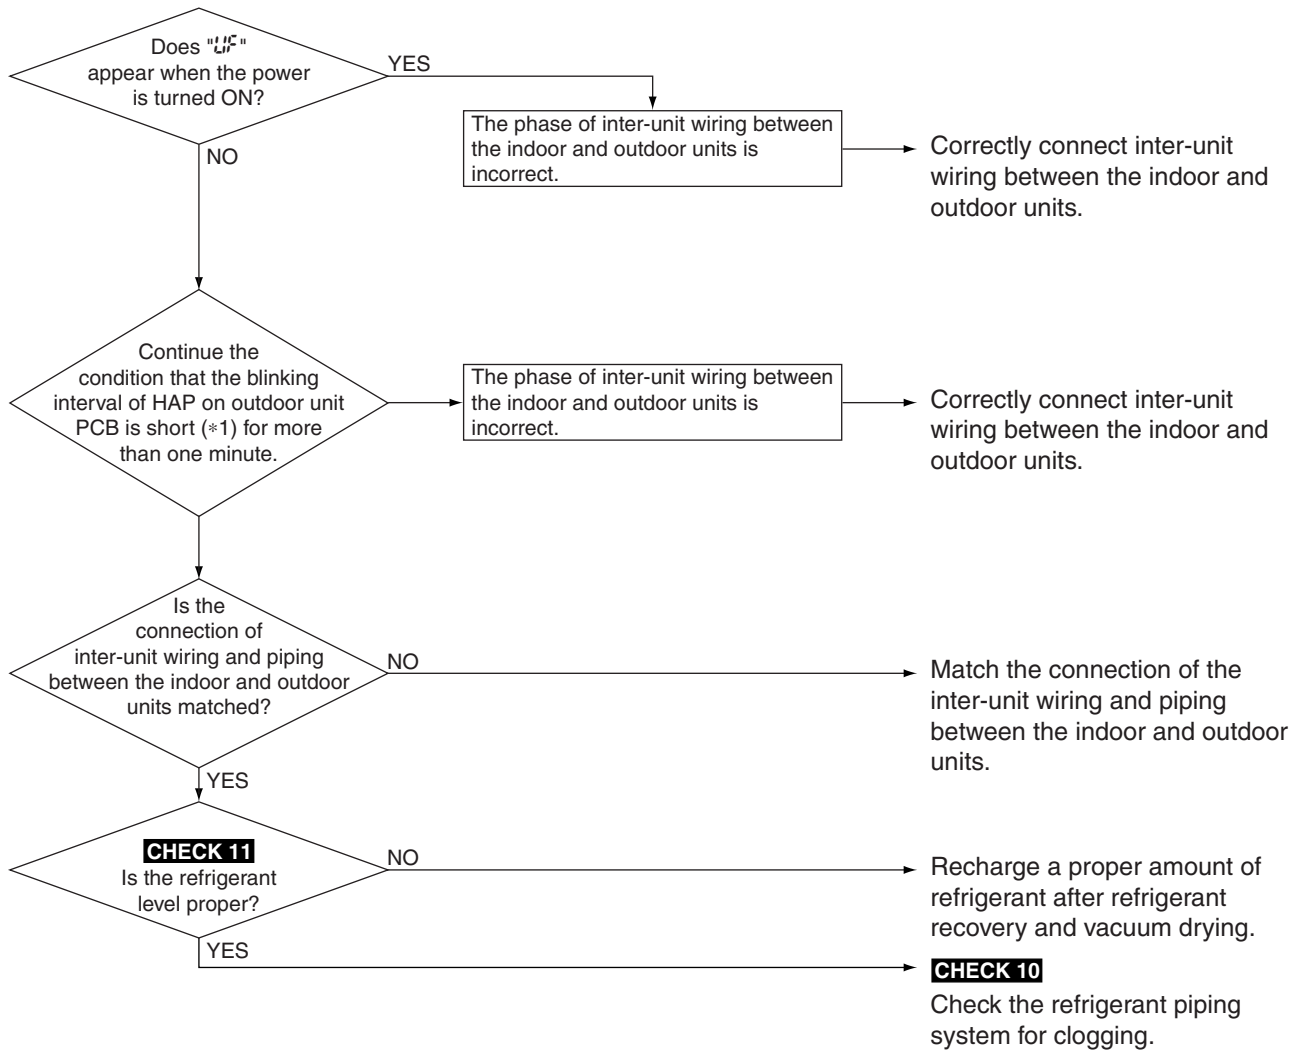 Does "UF"
appear when the power
is turned ON?
YES
The phase of inter-unit wiring between
the indoor and outdoor units is
incorrect.
Correctly connect inter-unit
wiring between the indoor and
outdoor units.
NO
Continue the
condition that the blinking
interval of HAP on outdoor unit
PCB is short (*1) for more
than one minute.
The phase of inter-unit wiring between
the indoor and outdoor units is
incorrect.
Correctly connect inter-unit
wiring between the indoor and
outdoor units.
Is the
connection of
inter-unit wiring and piping
between the indoor and outdoor
units matched?
NO
Match the connection of the
inter-unit wiring and piping
between the indoor and outdoor
units.
YES
CHECK 11
Is the refrigerant
level proper?
NO
Recharge a proper amount of
refrigerant after refrigerant
recovery and vacuum drying.
YES
CHECK 10
Check the refrigerant piping
system for clogging.